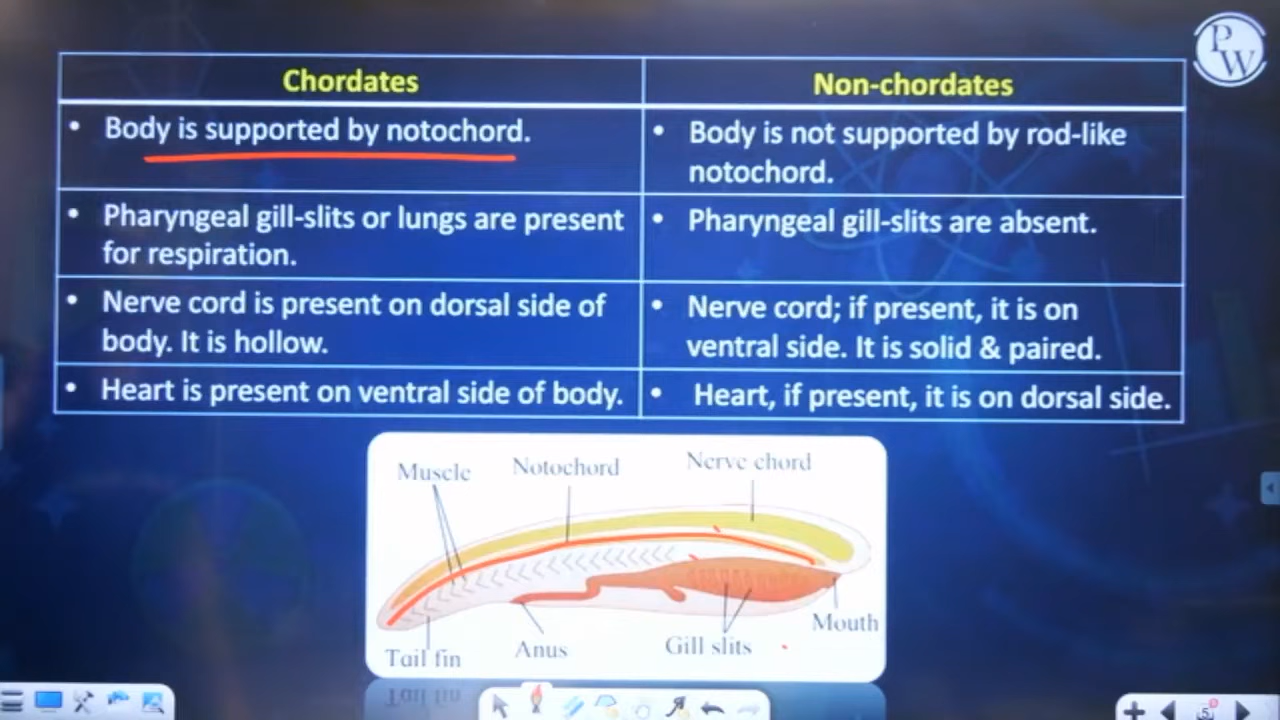 PW
Chordates
Non-chordates
• Body is supported by notochord.
• Body is not supported by rod-like
notochord.
• Pharyngeal gill-slits or lungs are present
for respiration.
• Pharyngeal gill-slits are absent.
• Nerve cord is present on dorsal side of
body. It is hollow.
• Nerve cord; if present, it is on
ventral side. It is solid & paired.
• Heart is present on ventral side of body.
• Heart, if present, it is on dorsal side.
Muscle
Notochord
Nerve chord
Mouth
Tail fin
Anus
Gill slits
5